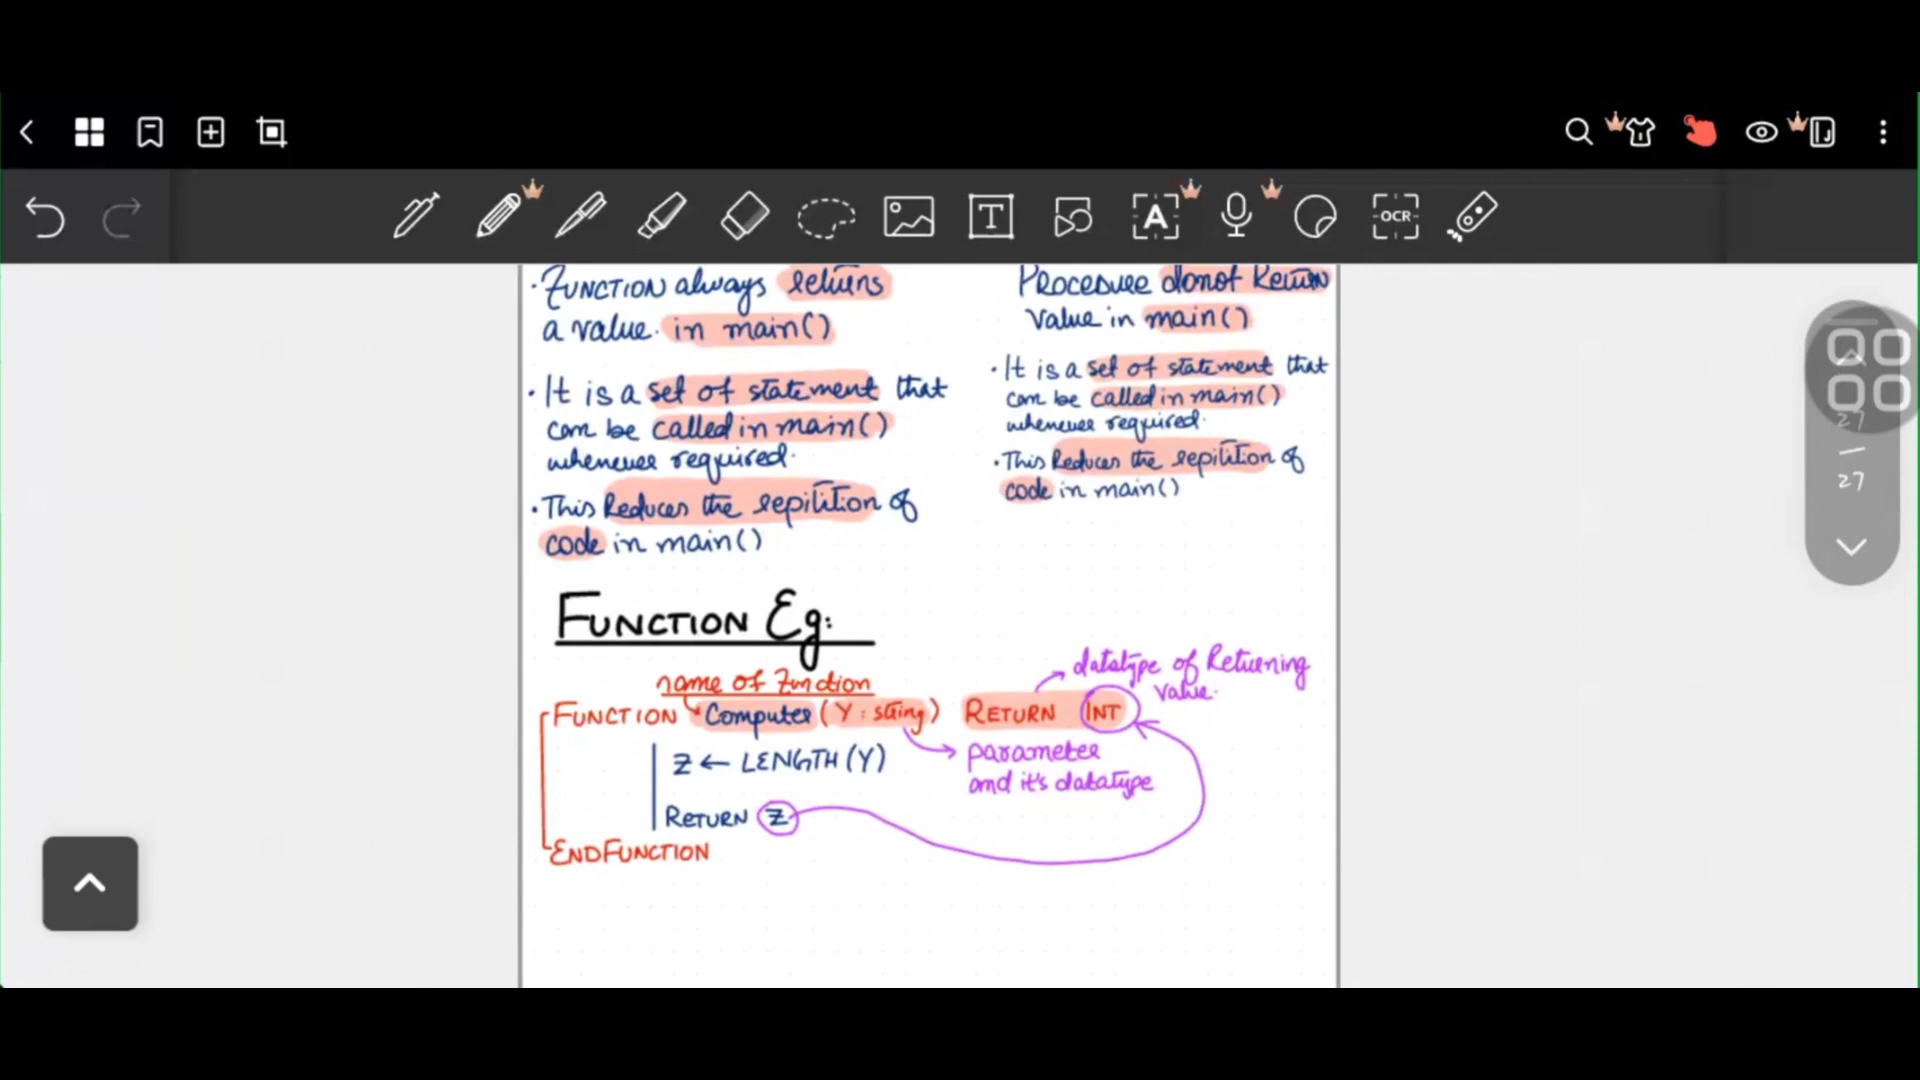 OCR
27
27
· FUNCTION always returns
a value in main()
· It is a set of statement that
can be called in main()
whenever required.
· This Reduces the repitition of
code in main()
PROCEDURE donot Return
Value in main()
· It is a set of statement that
can be called in main()
whenever required.
· This Reduces the repitition of
code in main()
FUNCTION Eg:
name of Function
datatype of Returning
value.
FUNCTION Computer (Y : string) RETURN INT
parameter
and it's datatype
Z ← LENGTH (Y)
RETURN Z
ENDFUNCTION